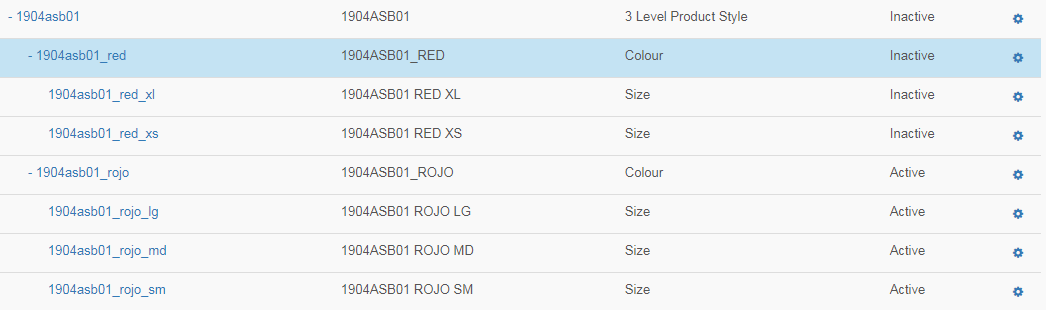 - 1904asb01 1904ASB01 3 Level Product Style Inactive
- 1904asb01_red 1904ASB01_RED Colour Inactive
1904asb01_red_xl 1904ASB01 RED XL Size Inactive
1904asb01_red_xs 1904ASB01 RED XS Size Inactive
- 1904asb01_rojo 1904ASB01_ROJO Colour Active
1904asb01_rojo_lg 1904ASB01 ROJO LG Size Active
1904asb01_rojo_md 1904ASB01 ROJO MD Size Active
1904asb01_rojo_sm 1904ASB01 ROJO SM Size Active